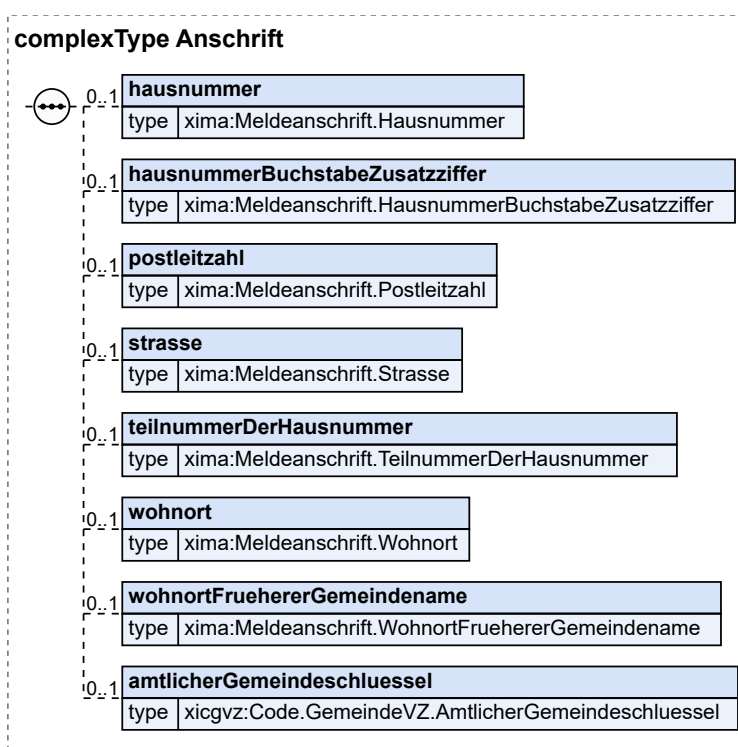 complexType Anschrift
0..1 hausnummer
type xima:Meldeanschrift.Hausnummer
0..1 hausnummerBuchstabeZusatzziffer
type xima:Meldeanschrift.HausnummerBuchstabeZusatzziffer
0..1 postleitzahl
type xima:Meldeanschrift.Postleitzahl
0..1 strasse
type xima:Meldeanschrift.Strasse
0..1 teilnummerDerHausnummer
type xima:Meldeanschrift.TeilnummerDerHausnummer
0..1 wohnort
type xima:Meldeanschrift.Wohnort
0..1 wohnortFruehererGemeindename
type xima:Meldeanschrift.WohnortFruehererGemeindename
0..1 amtlicherGemeindeschluessel
type xicgvz:Code.GemeindeVZ.AmtlicherGemeindeschluessel